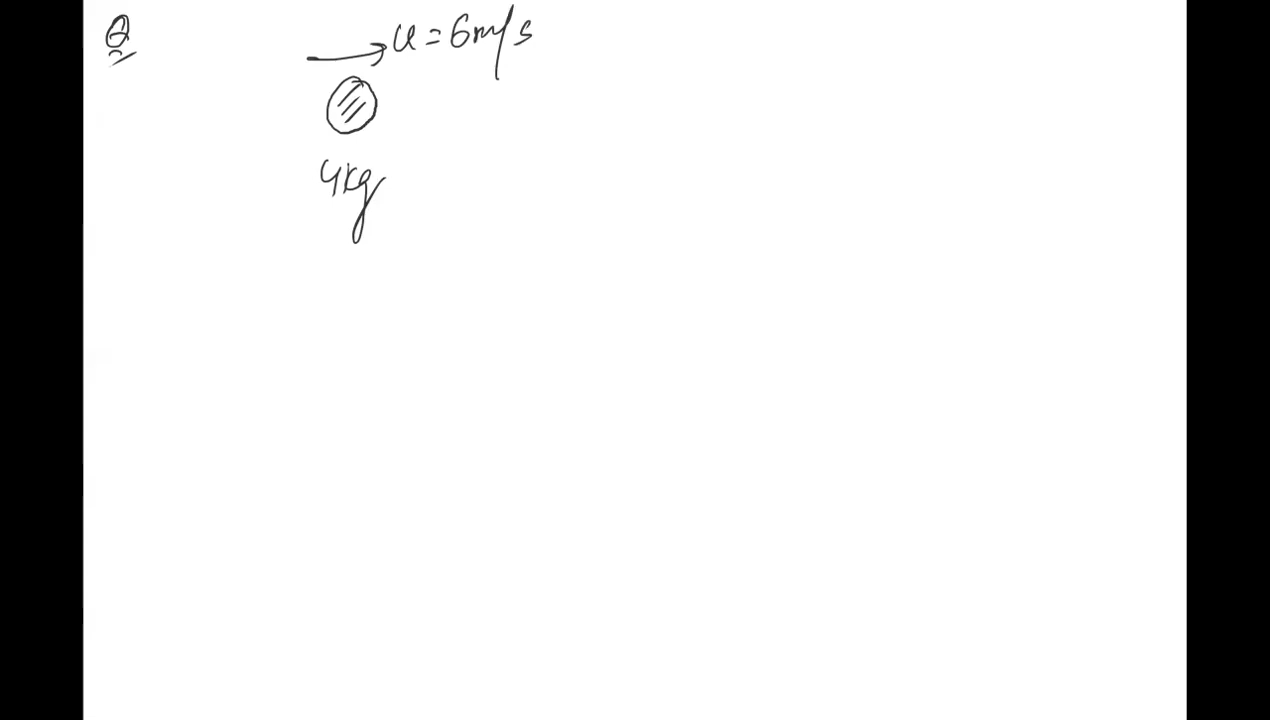 Q
u = 6m/s
4kg